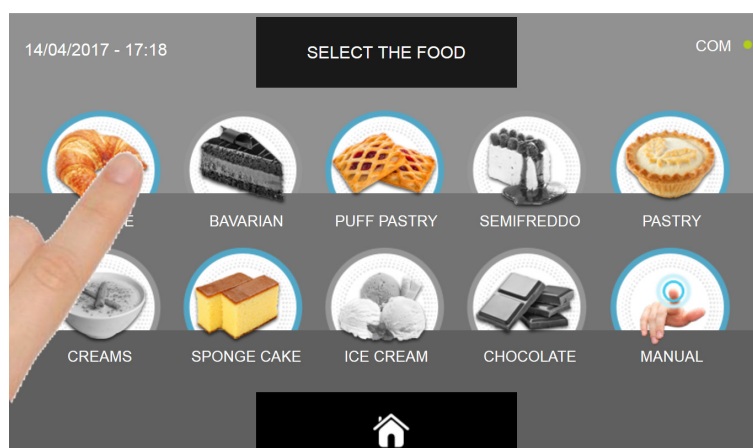 14/04/2017 - 17:18
SELECT THE FOOD
COM
BAVARIAN
PUFF PASTRY
SEMIFREDDO
PASTRY
CREAMS
SPONGE CAKE
ICE CREAM
CHOCOLATE
MANUAL